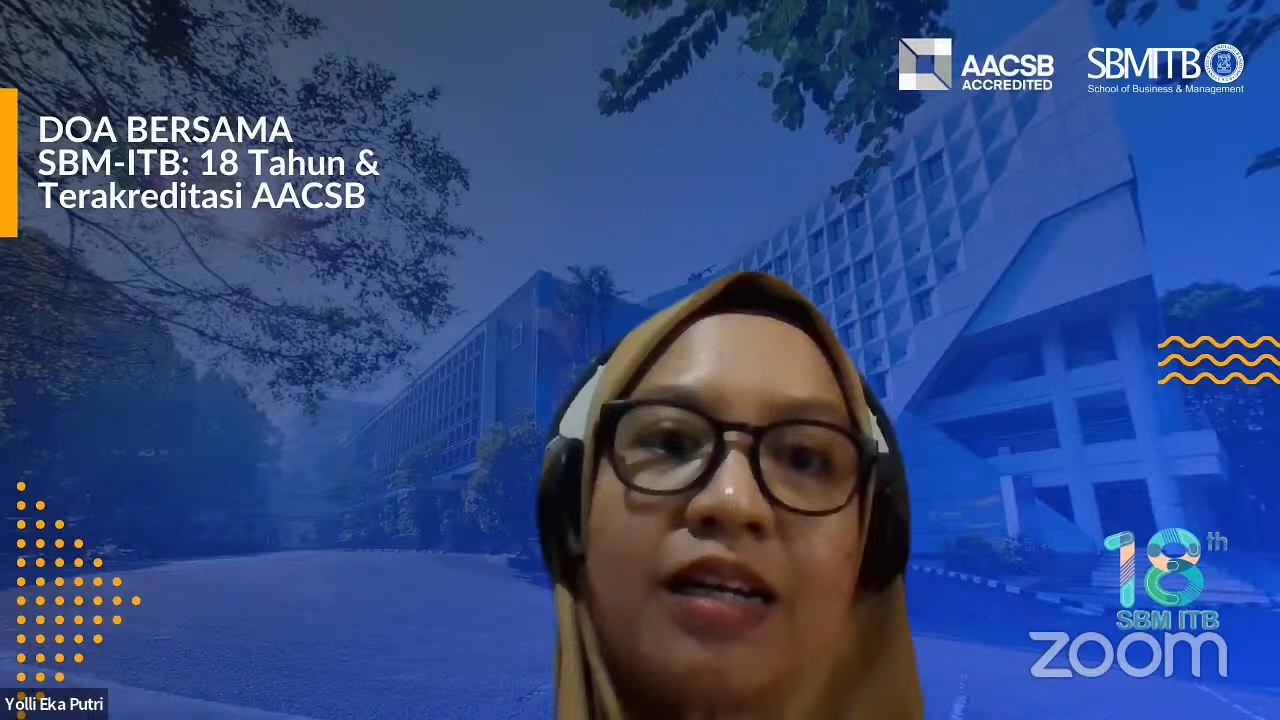 DOA BERSAMA
SBM-ITB: 18 Tahun &
Terakreditasi AACSB
AACSB
ACCREDITED
SBMITB
School of Business & Management
18th
SBM ITB
zoom
Yolli Eka Putri